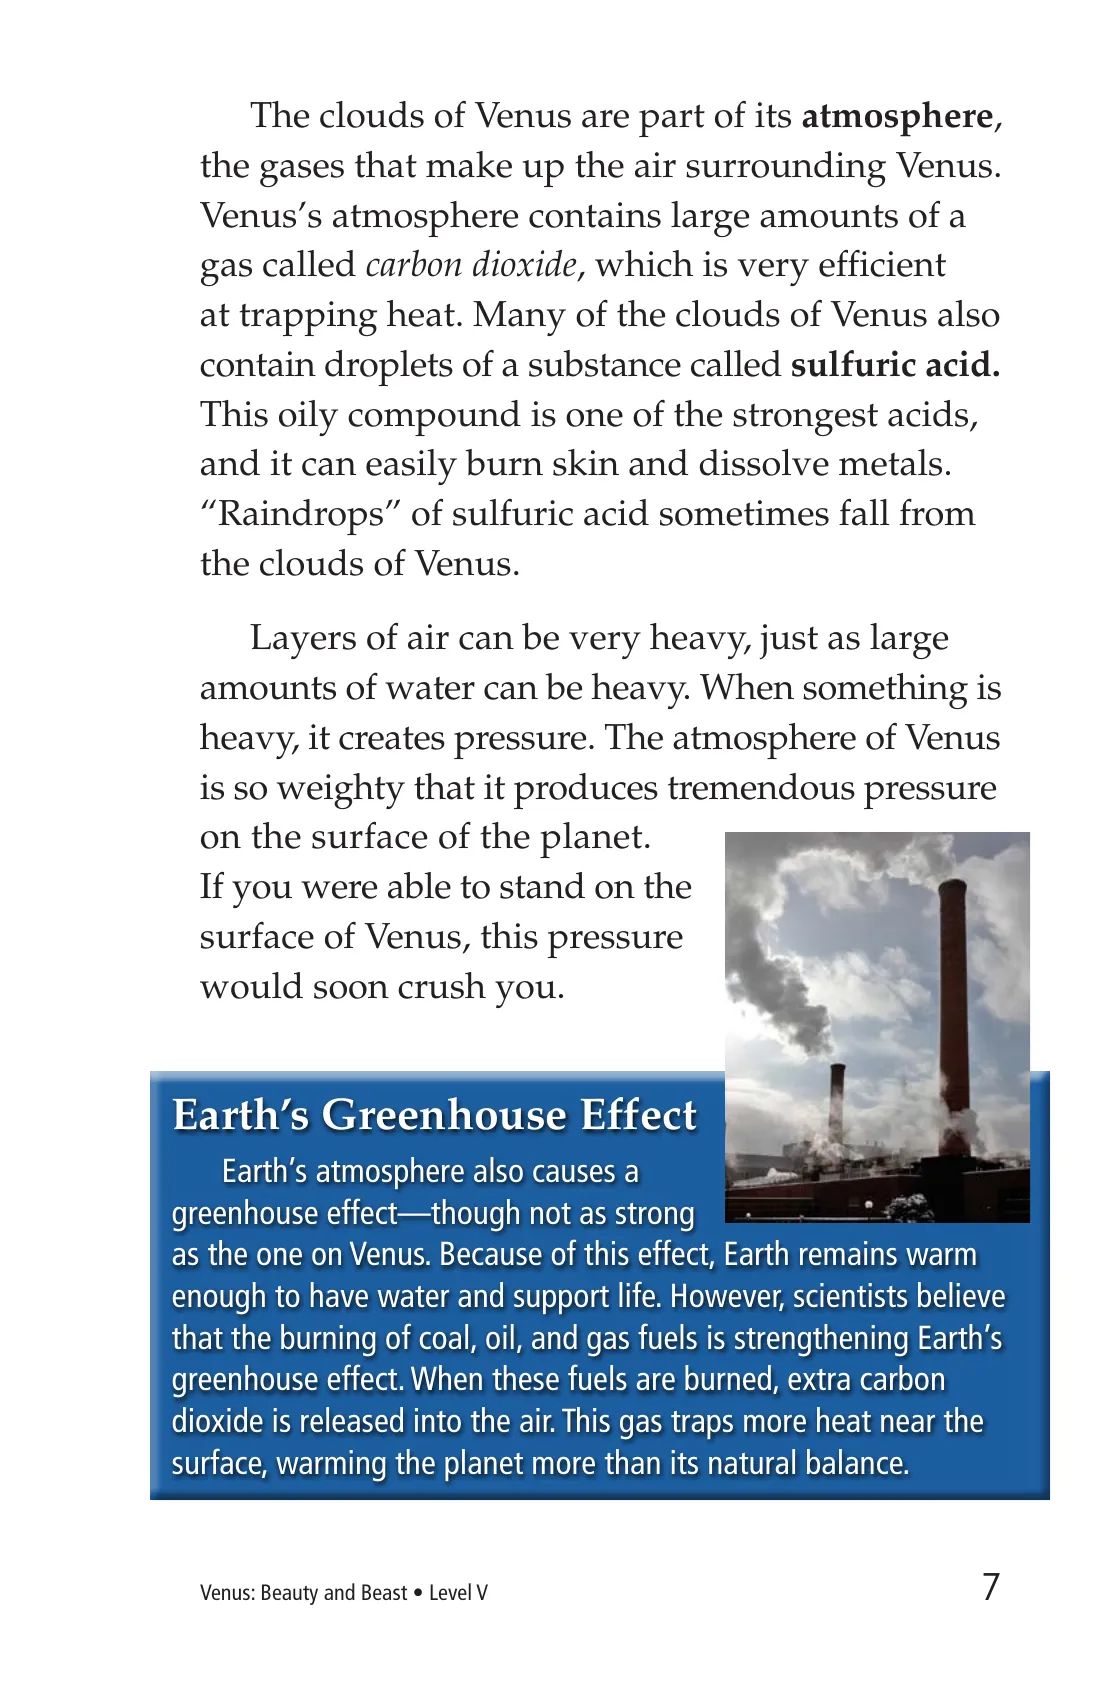 The clouds of Venus are part of its atmosphere,
the gases that make up the air surrounding Venus.
Venus’s atmosphere contains large amounts of a
gas called carbon dioxide, which is very efficient
at trapping heat. Many of the clouds of Venus also
contain droplets of a substance called sulfuric acid.
This oily compound is one of the strongest acids,
and it can easily burn skin and dissolve metals.
“Raindrops” of sulfuric acid sometimes fall from
the clouds of Venus.
Layers of air can be very heavy, just as large
amounts of water can be heavy. When something is
heavy, it creates pressure. The atmosphere of Venus
is so weighty that it produces tremendous pressure
on the surface of the planet.
If you were able to stand on the
surface of Venus, this pressure
would soon crush you.
Earth’s Greenhouse Effect
Earth’s atmosphere also causes a
greenhouse effect—though not as strong
as the one on Venus. Because of this effect, Earth remains warm
enough to have water and support life. However, scientists believe
that the burning of coal, oil, and gas fuels is strengthening Earth’s
greenhouse effect. When these fuels are burned, extra carbon
dioxide is released into the air. This gas traps more heat near the
surface, warming the planet more than its natural balance.
Venus: Beauty and Beast • Level V
7